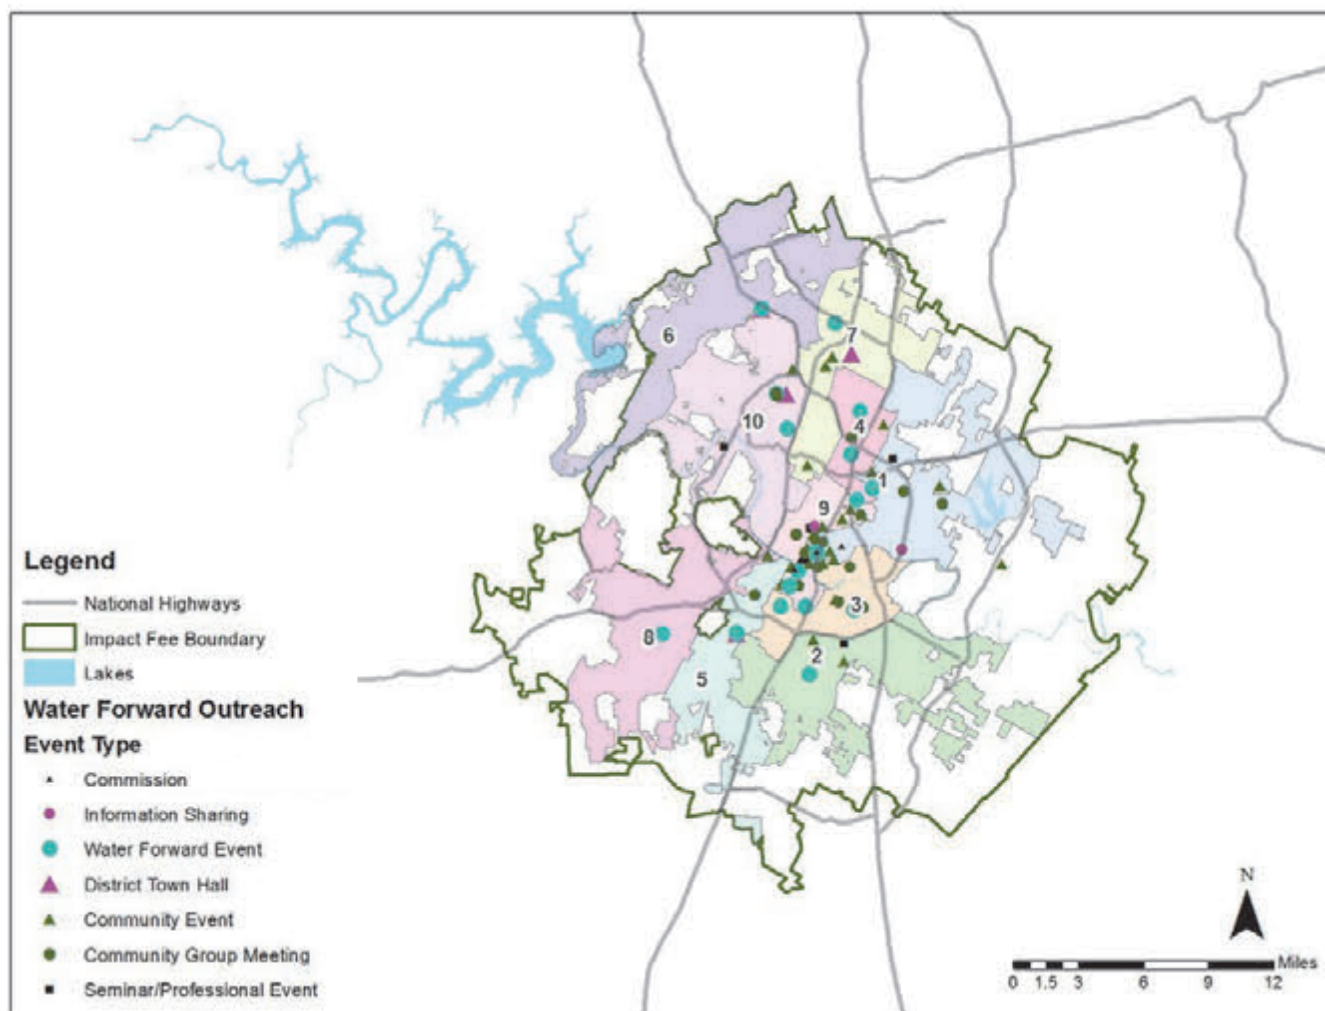 6
7
10
4
1
9
3
8
2
5
Legend
National Highways
Impact Fee Boundary
Lakes
Water Forward Outreach
Event Type
Commission
Information Sharing
Water Forward Event
District Town Hall
Community Event
Community Group Meeting
Seminar/Professional Event
N
Miles
0 1.5 3 6 9 12